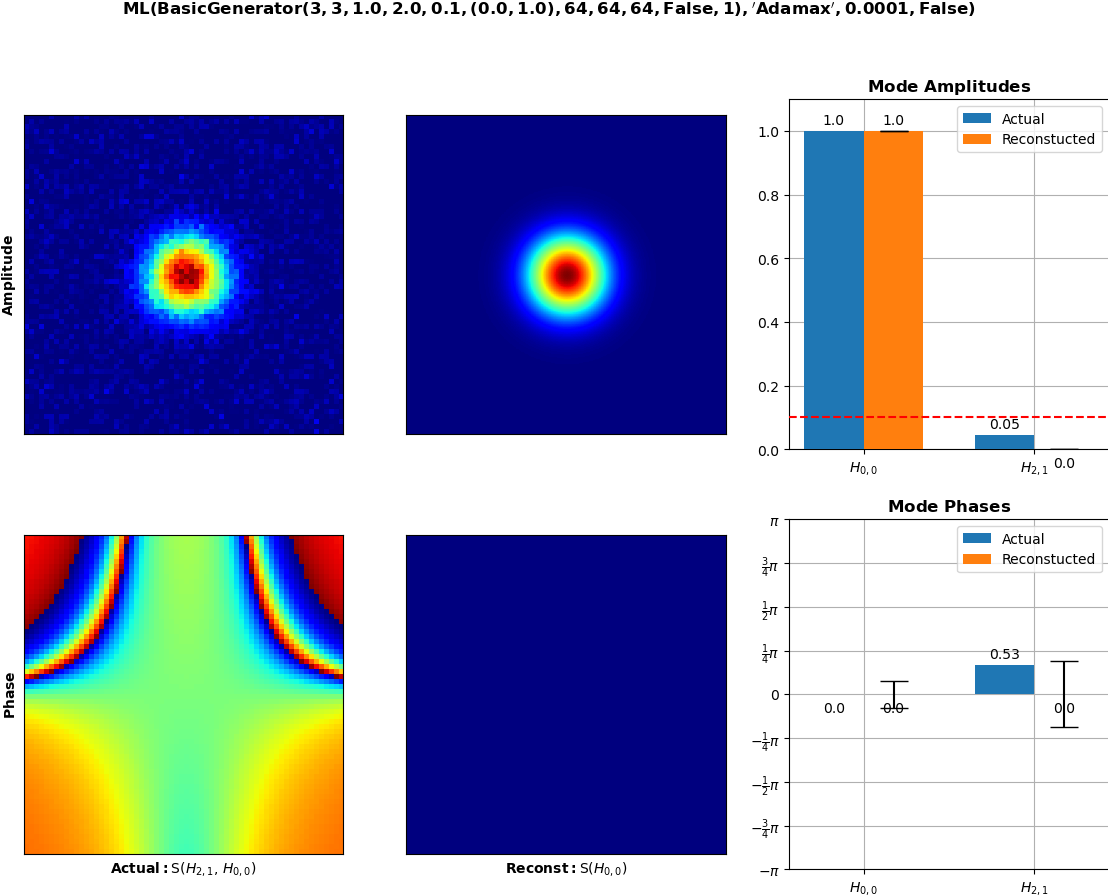 ML(BasicGenerator(3, 3, 1.0, 2.0, 0.1, (0.0, 1.0), 64, 64, 64, False, 1), ′Adamax′, 0.0001, False)
Mode Amplitudes
Amplitude
1.0
0.8
0.6
0.4
0.2
0.0
1.0
1.0
0.05
0.0
Actual
Reconstucted
H0,0
H2,1
Mode Phases
Phase
π
3/4π
1/2π
1/4π
0
−1/4π
−1/2π
−3/4π
−π
0.0
0.0
0.53
0.0
Actual
Reconstucted
H0,0
H2,1
Actual: S(H2,1, H0,0)
Reconst: S(H0,0)